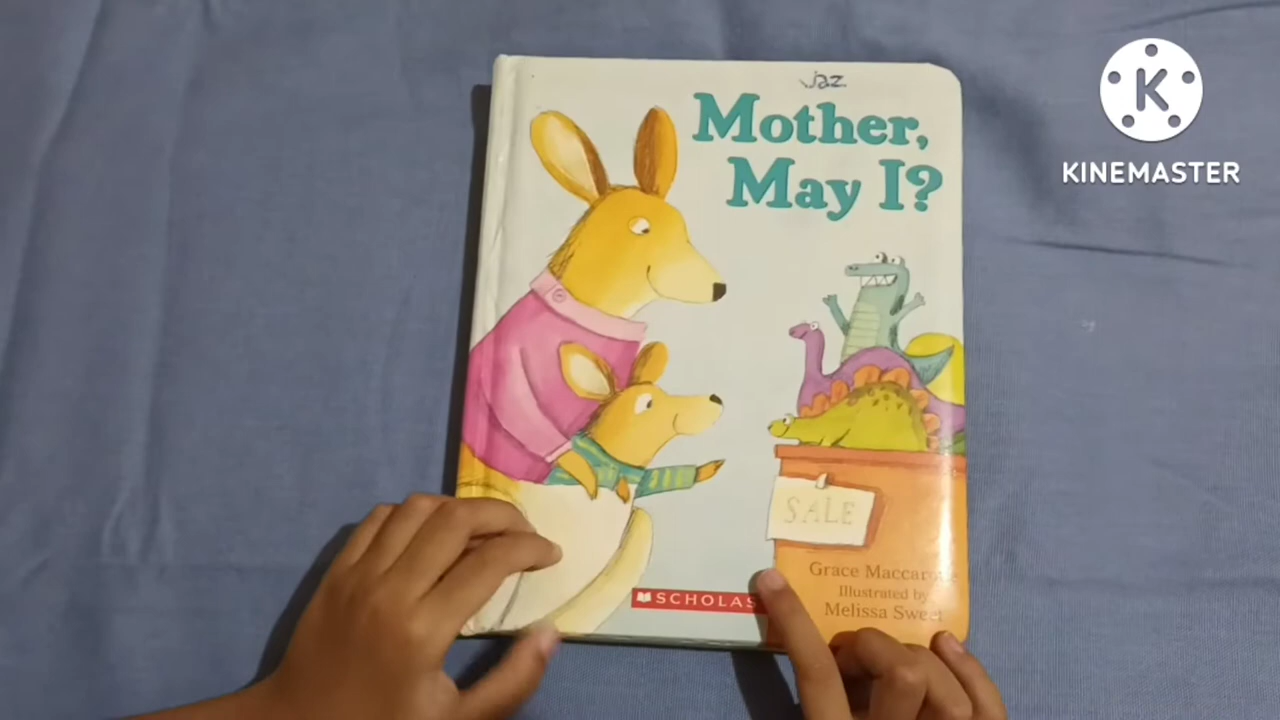 Jaz
Mother,
May I?
SALE
Grace Maccarone
Illustrated by
Melissa Sweet
SCHOLAS
K
KINEMASTER